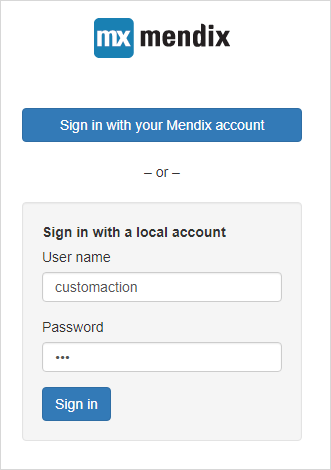 mx mendix
Sign in with your Mendix account
– or –
Sign in with a local account
User name
customaction
Password
•••
Sign in